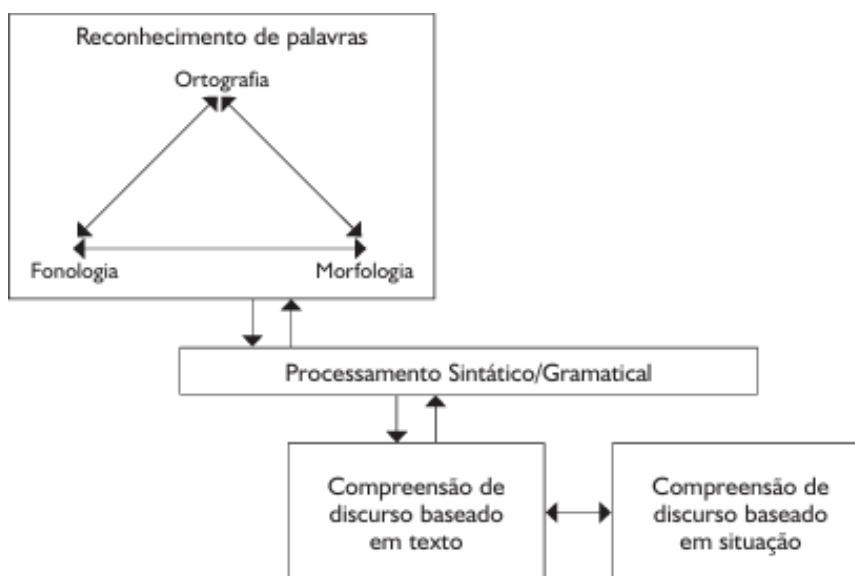 Reconhecimento de palavras
Ortografia
Fonologia
Morfologia
Processamento Sintático/Gramatical
Compreensão de
discurso baseado
em texto
Compreensão de
discurso baseado
em situação